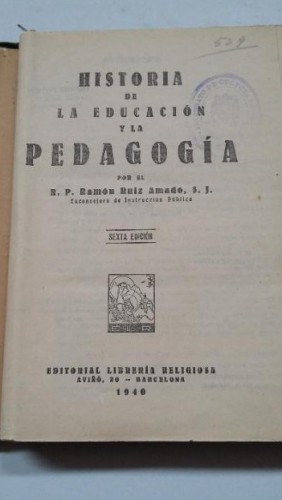 529
HISTORIA
DE
LA EDUCACIÓN
Y LA
PEDAGOGÍA
POR EL
R. P. Ramón Ruiz Amado, S. J.
Exconsejero de Instrucción Pública
SEXTA EDICIÓN
E L R
EDITORIAL LIBRERÍA RELIGIOSA
AVIÑÓ, 20 — BARCELONA
1940